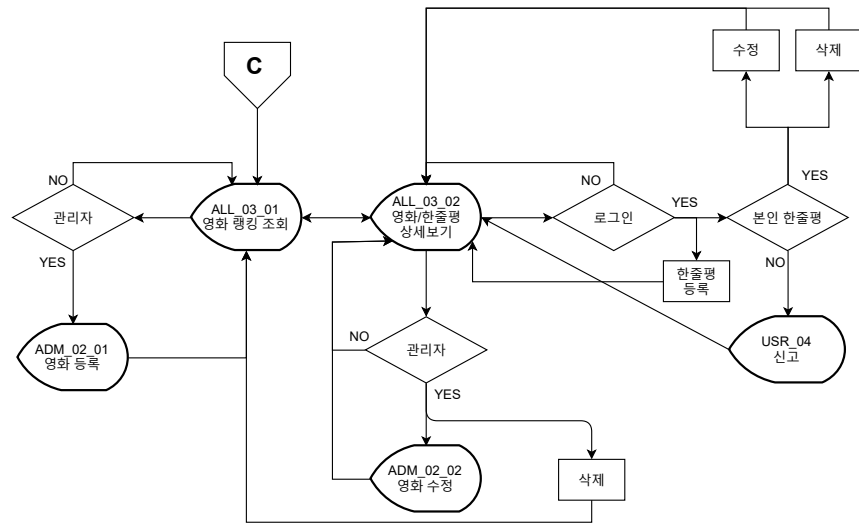 수정
삭제
C
NO
ALL_03_01
영화 랭킹 조회
관리자
YES
ADM_02_01
영화 등록
ALL_03_02
영화/한줄평
상세보기
NO
로그인
YES
본인 한줄평
YES
NO
한줄평
등록
USR_04
신고
NO
관리자
YES
ADM_02_02
영화 수정
삭제